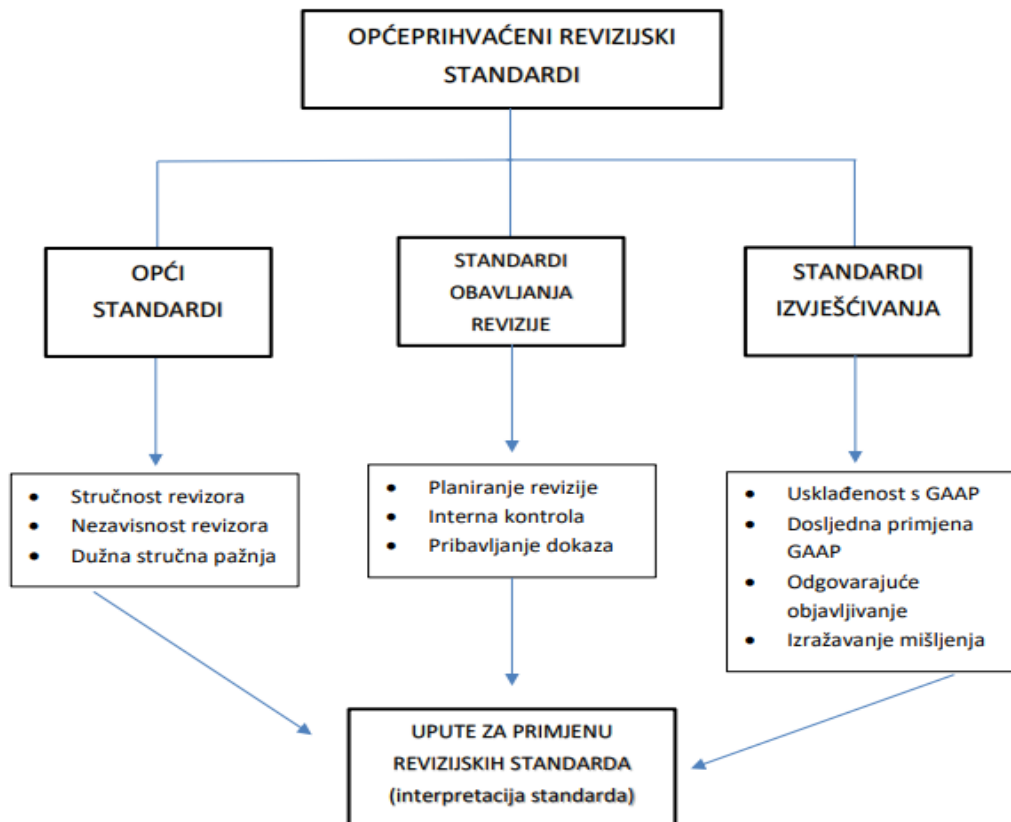 OPĆEPRIHVAĆENI REVIZIJSKI
STANDARDI
OPĆI
STANDARDI
STANDARDI
OBAVLJANJA
REVIZIJE
STANDARDI
IZVJEŠĆIVANJA
• Stručnost revizora
• Nezavisnost revizora
• Dužna stručna pažnja
• Planiranje revizije
• Interna kontrola
• Pribavljanje dokaza
• Usklađenost s GAAP
• Dosljedna primjena
GAAP
• Odgovarajuće
objavljivanje
• Izražavanje mišljenja
UPUTE ZA PRIMJENU
REVIZIJSKIH STANDARDA
(interpretacija standarda)